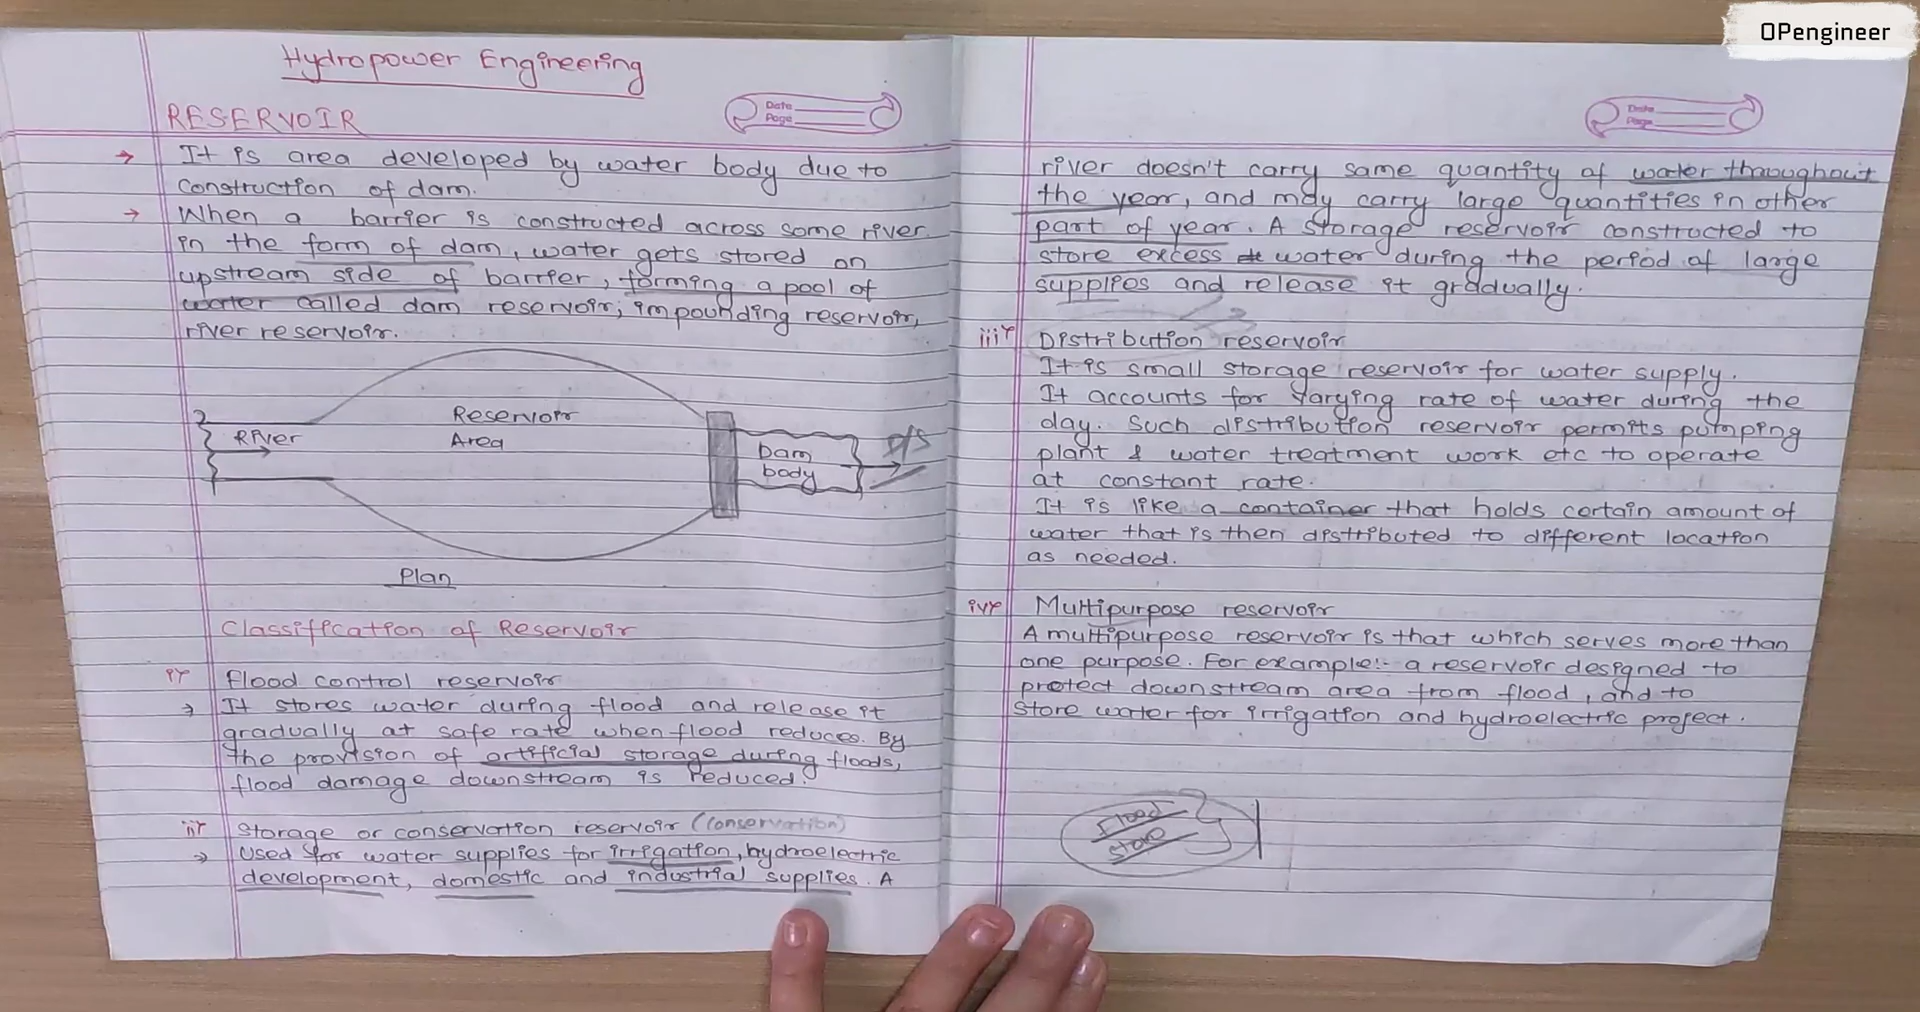 OPengineer
Hydropower Engineering
RESERVOIR
Date
Page
→ It is area developed by water body due to
construction of dam.
→ When a barrier is constructed across some river
in the form of dam, water gets stored on
upstream side of barrier, forming a pool of
water called dam reservoir, impounding reservoir,
river reservoir.
River
Reservoir
Area
Dam
body
D/S
Plan
Classification of Reservoir
i) flood control reservoir
→ It stores water during flood and release it
gradually at safe rate when flood reduces. By
the provision of artificial storage during floods,
flood damage downstream is reduced.
ii) Storage or conservation reservoir (conservation)
→ Used for water supplies for irrigation, hydroelectric
development, domestic and industrial supplies. A
Date
Page
river doesn't carry same quantity of water throughout
the year, and may carry large quantities in other
part of year. A storage reservoir constructed to
store excess water during the period of large
supplies and release it gradually.
iii) Distribution reservoir
It is small storage reservoir for water supply.
It accounts for varying rate of water during the
day. Such distribution reservoir permits pumping
plant & water treatment work etc to operate
at constant rate.
It is like a container that holds certain amount of
water that is then distributed to different location
as needed.
iv) Multipurpose reservoir
A multipurpose reservoir is that which serves more than
one purpose. For example:- a reservoir designed to
protect downstream area from flood, and to
store water for irrigation and hydroelectric project.
Flood
store